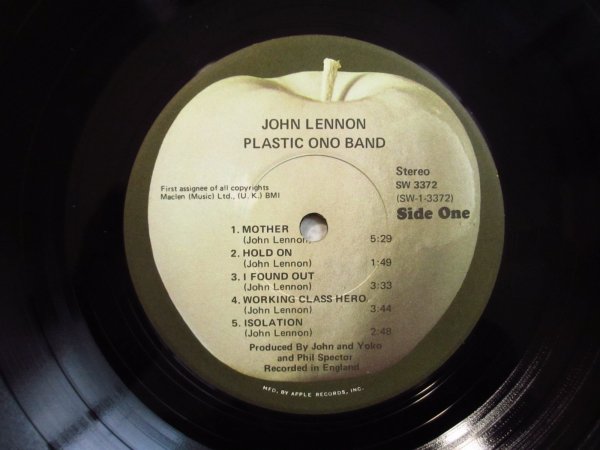 JOHN LENNON
PLASTIC ONO BAND
Stereo
SW 3372
(SW-1-3372)
Side One
First assignee of all copyrights
Maclen (Music) Ltd., (U. K.) BMI
1. MOTHER
(John Lennon) 5:29
2. HOLD ON
(John Lennon) 1:49
3. I FOUND OUT
(John Lennon) 3:33
4. WORKING CLASS HERO
(John Lennon) 3:44
5. ISOLATION
(John Lennon) 2:48
Produced By John and Yoko
and Phil Spector
Recorded in England
MFD. BY APPLE RECORDS, INC.